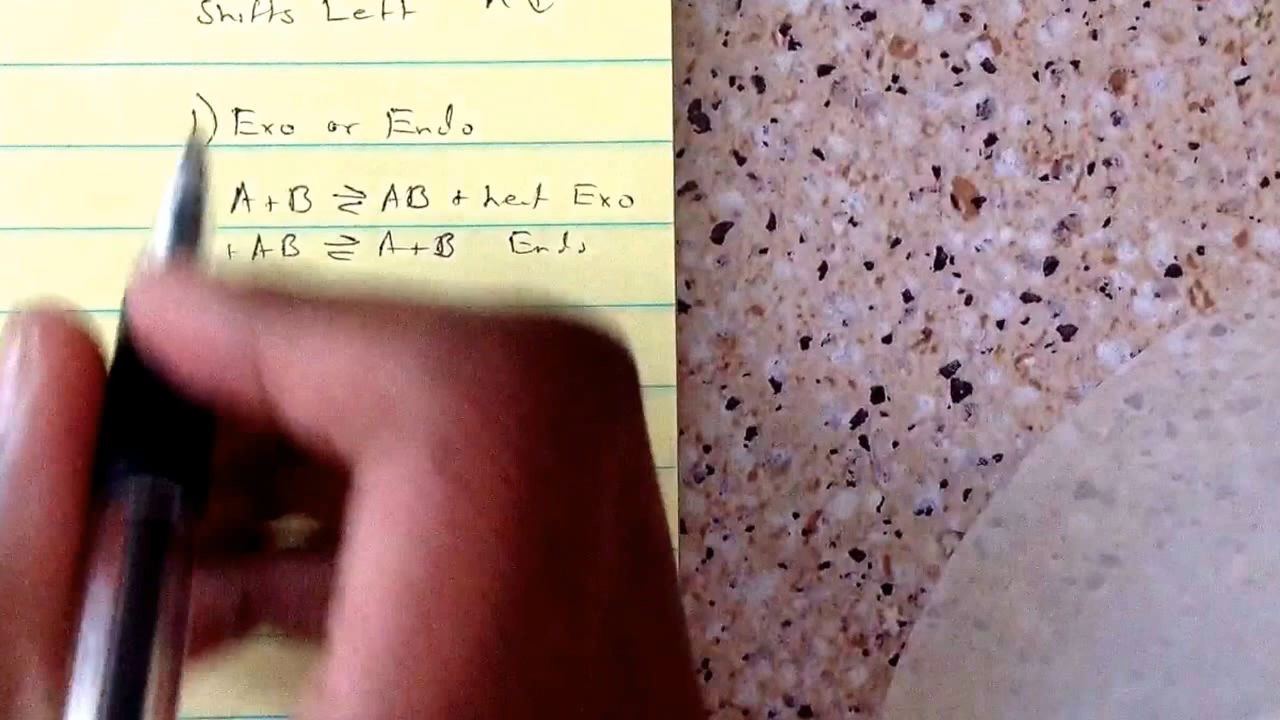 Shifts Left K ↓
1) Exo or Endo
A + B ⇌ AB + heat Exo
+ AB ⇌ A + B Endo